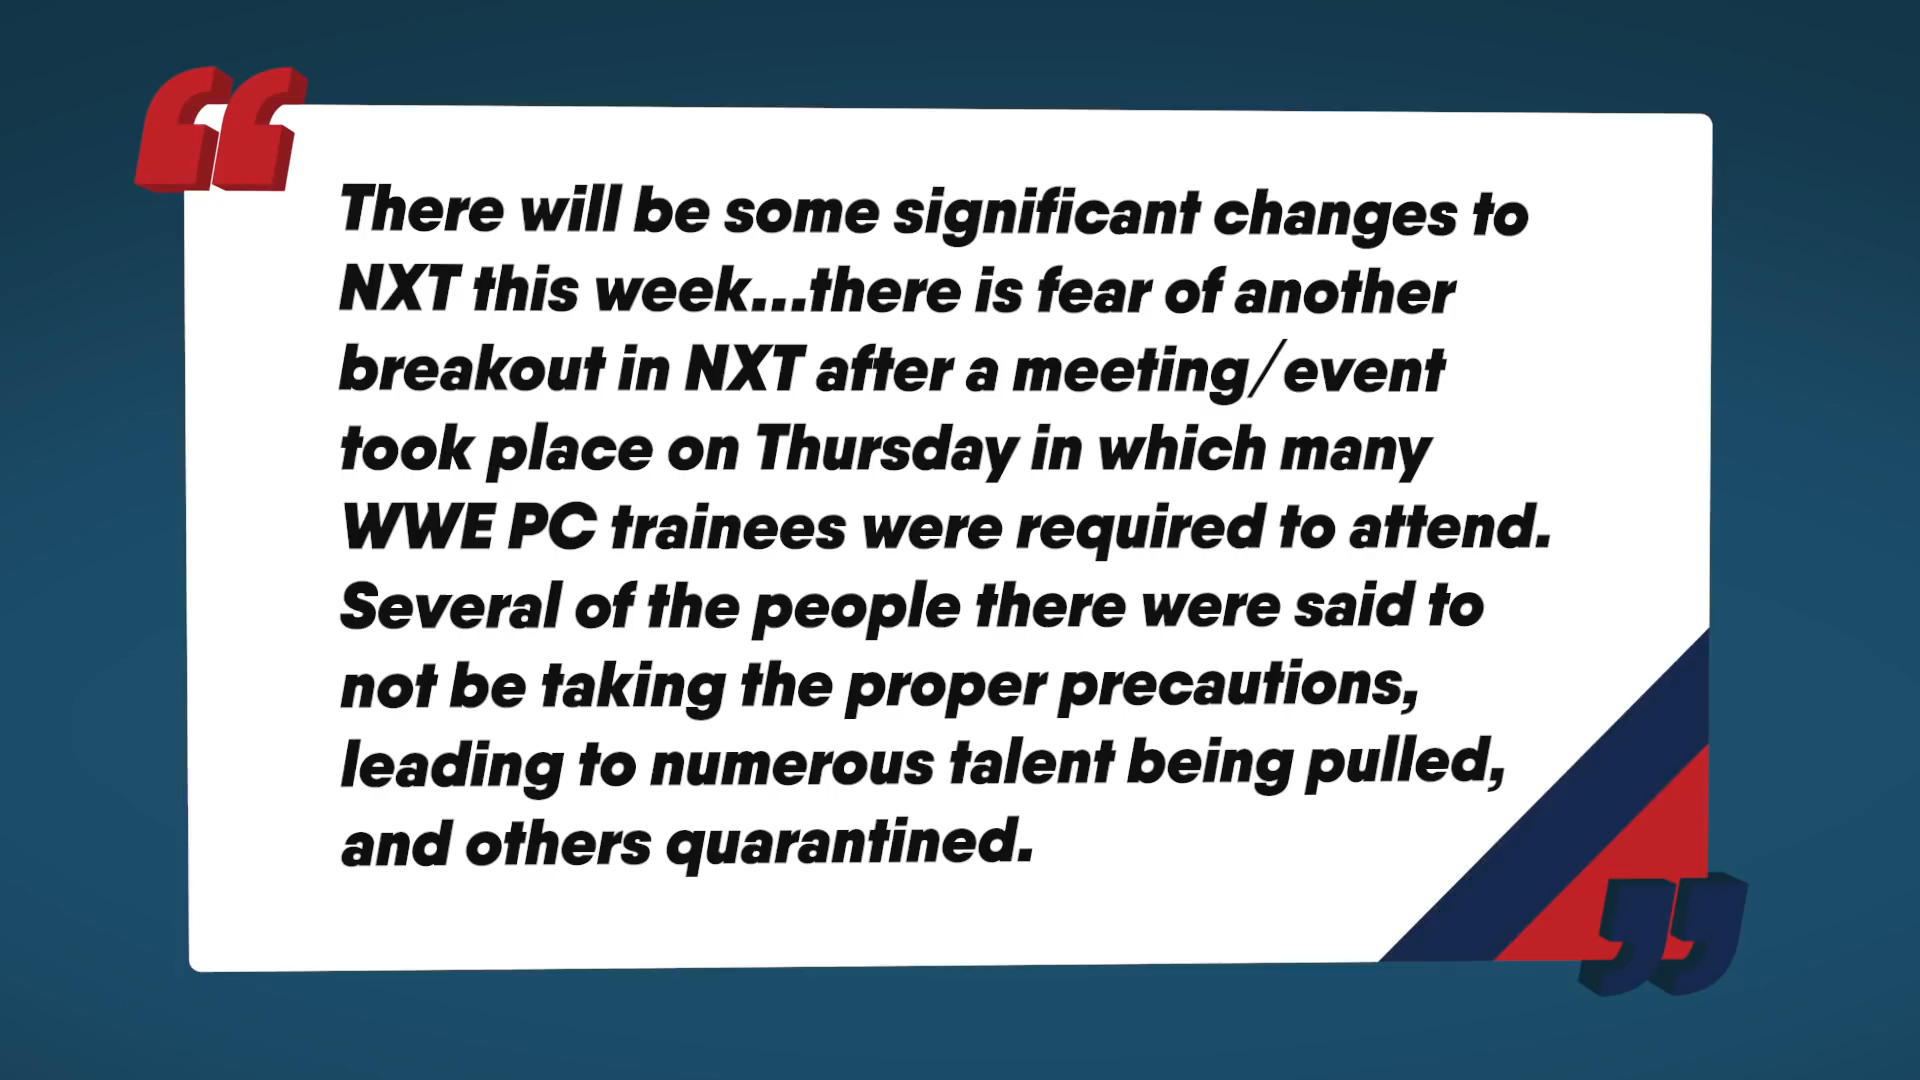 There will be some significant changes to
NXT this week...there is fear of another
breakout in NXT after a meeting/event
took place on Thursday in which many
WWE PC trainees were required to attend.
Several of the people there were said to
not be taking the proper precautions,
leading to numerous talent being pulled,
and others quarantined.